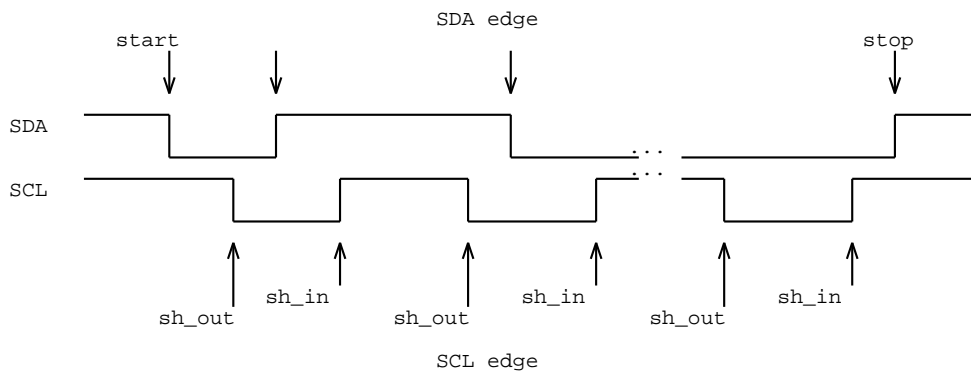 SDA edge
start stop
SDA
. . .
SCL
. . .
sh_in sh_in sh_in
sh_out sh_out sh_out
SCL edge